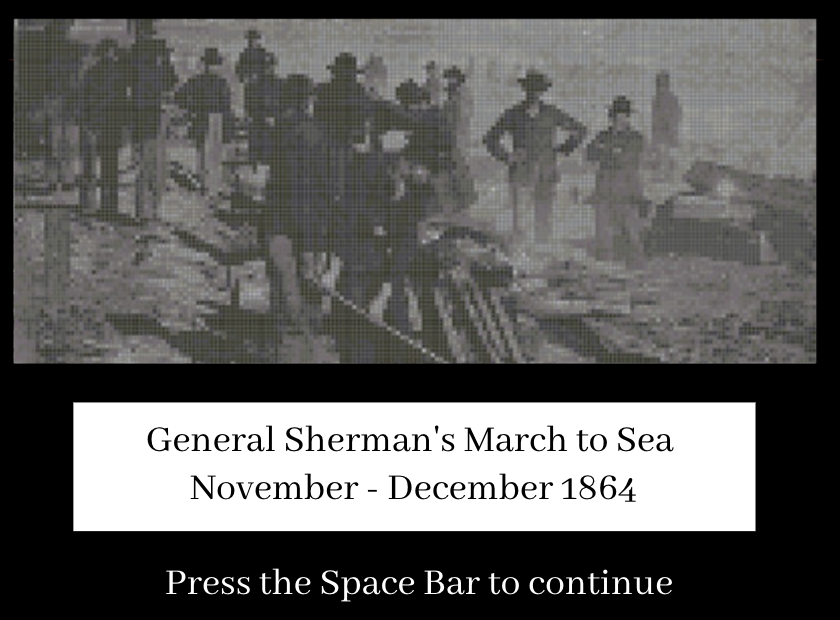 General Sherman's March to Sea
November - December 1864
Press the Space Bar to continue